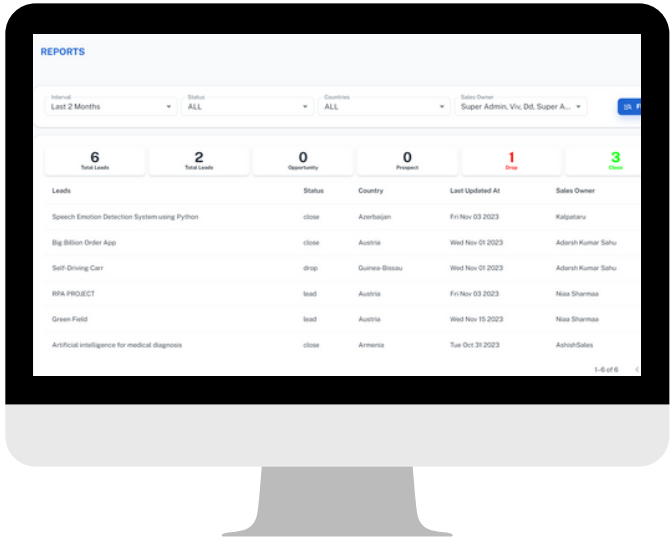 REPORTS
Interval Status Countries Sales Owner
Last 2 Months ALL ALL Super Admin, Viv, Dd, Super A...
6 2 0 0 1 3
Total Leads Total Leads Opportunity Prospect Drop Close
Leads Status Country Last Updated At Sales Owner
Speech Emotion Detection System using Python close Azerbaijan Fri Nov 03 2023 Kalpataru
Big Billion Order App close Austria Wed Nov 01 2023 Adarsh Kumar Sahu
Self-Driving Carr drop Guinea-Bissau Wed Nov 01 2023 Adarsh Kumar Sahu
RPA PROJECT lead Austria Fri Nov 03 2023 Niaa Sharmaa
Green Field lead Austria Wed Nov 15 2023 Niaa Sharmaa
Artificial intelligence for medical diagnosis close Armenia Tue Oct 31 2023 AshishSales
1-6 of 6